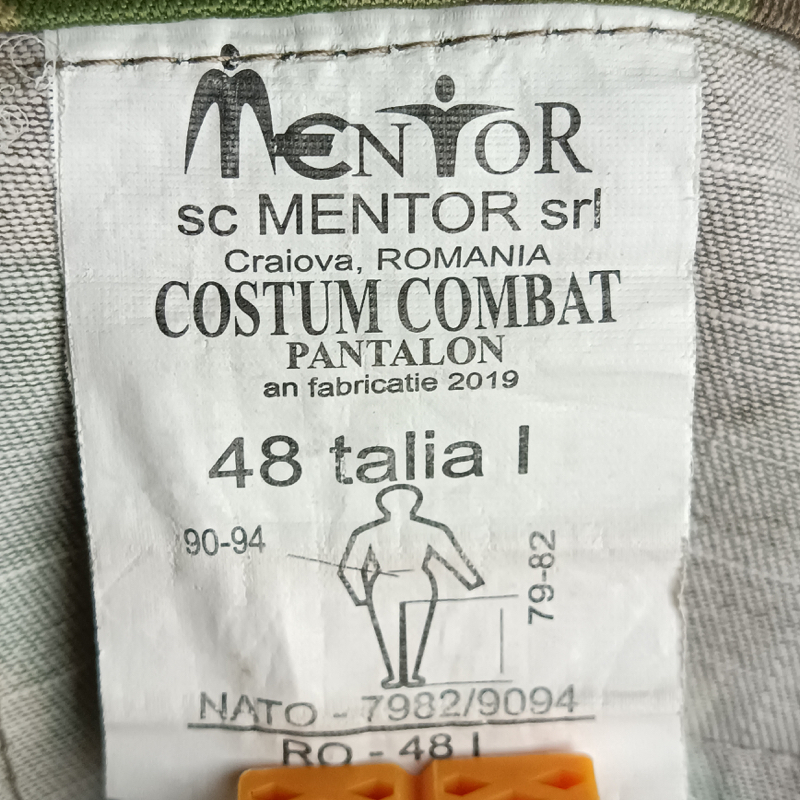 MENTOR
sc MENTOR srl
Craiova, ROMANIA
COSTUM COMBAT
PANTALON
an fabricatie 2019
48 talia I
90-94
79-82
NATO - 7982/9094
RO - 48 I